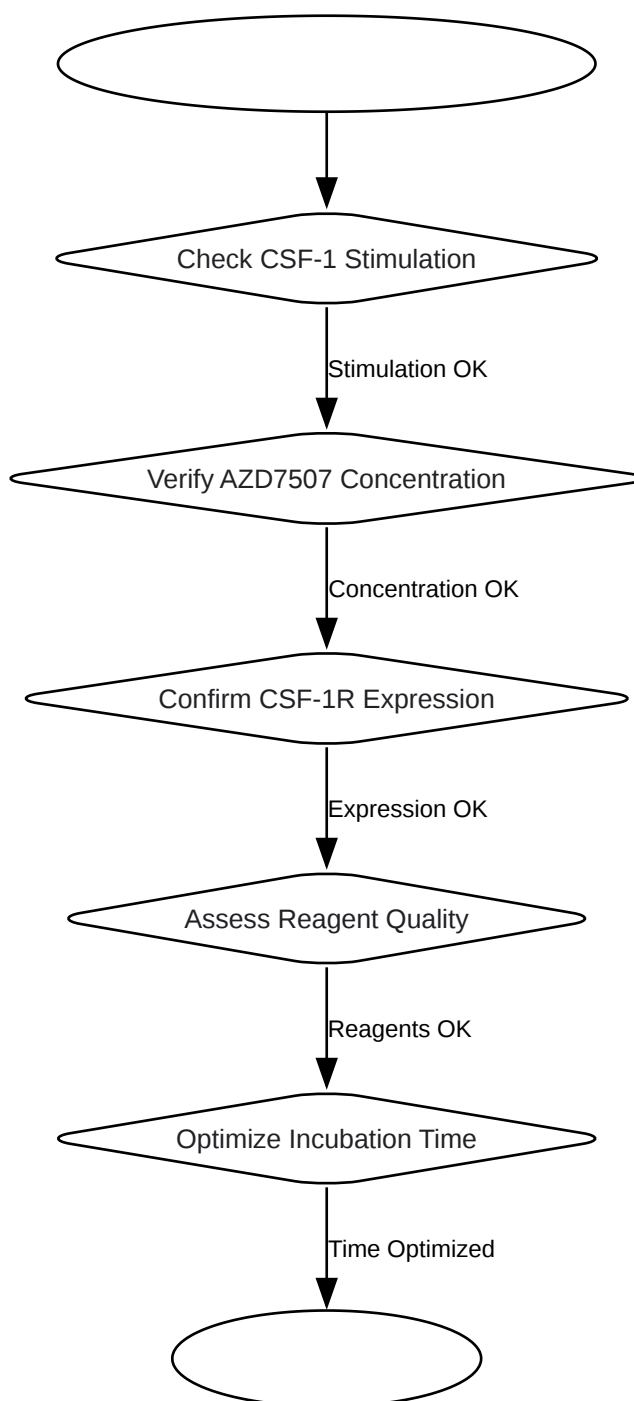 Check CSF-1 Stimulation
Stimulation OK
Verify AZD7507 Concentration
Concentration OK
Confirm CSF-1R Expression
Expression OK
Assess Reagent Quality
Reagents OK
Optimize Incubation Time
Time Optimized